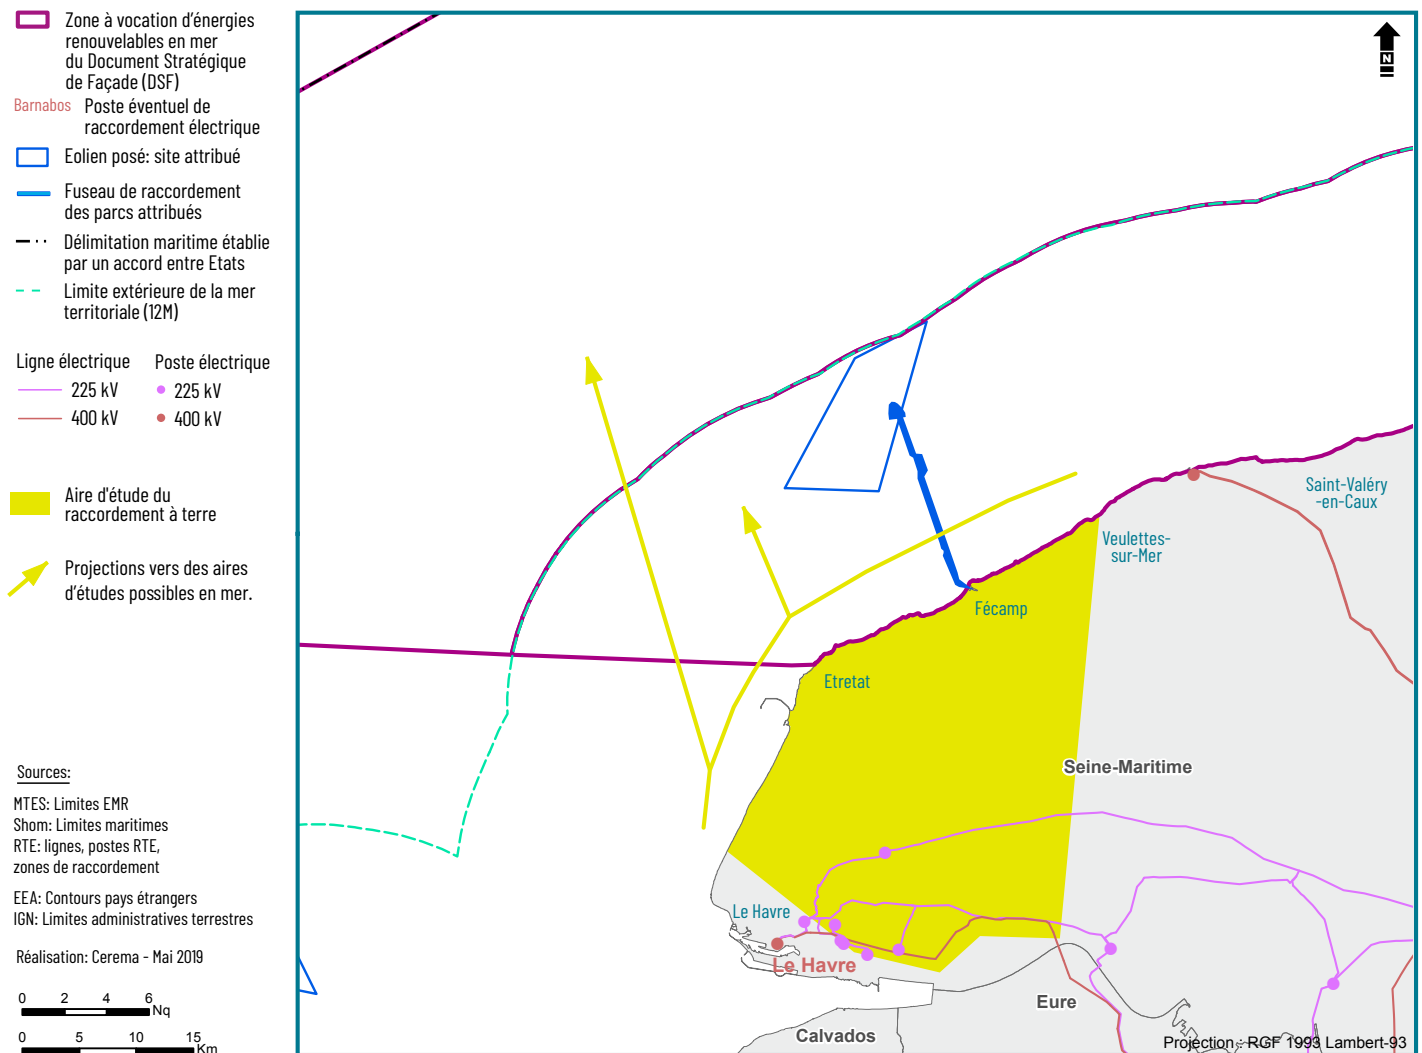 Zone à vocation d'énergies
renouvelables en mer
du Document Stratégique
de Façade (DSF)
Barnabos Poste éventuel de
raccordement électrique
Eolien posé: site attribué
Fuseau de raccordement
des parcs attribués
Délimitation maritime établie
par un accord entre Etats
Limite extérieure de la mer
territoriale (12M)
Ligne électrique Poste électrique
225 kV 225 kV
400 kV 400 kV
Aire d'étude du
raccordement à terre
Projections vers des aires
d'études possibles en mer.
Sources:
MTES: Limites EMR
Shom: Limites maritimes
RTE: lignes, postes RTE,
zones de raccordement
EEA: Contours pays étrangers
IGN: Limites administratives terrestres
Réalisation: Cerema - Mai 2019
0 2 4 6
Nq
0 5 10 15
Km
N
Saint-Valéry
-en-Caux
Veulettes-
sur-Mer
Fécamp
Etretat
Seine-Maritime
Le Havre
Le Havre
Eure
Calvados
Projection : RGF 1993 Lambert-93